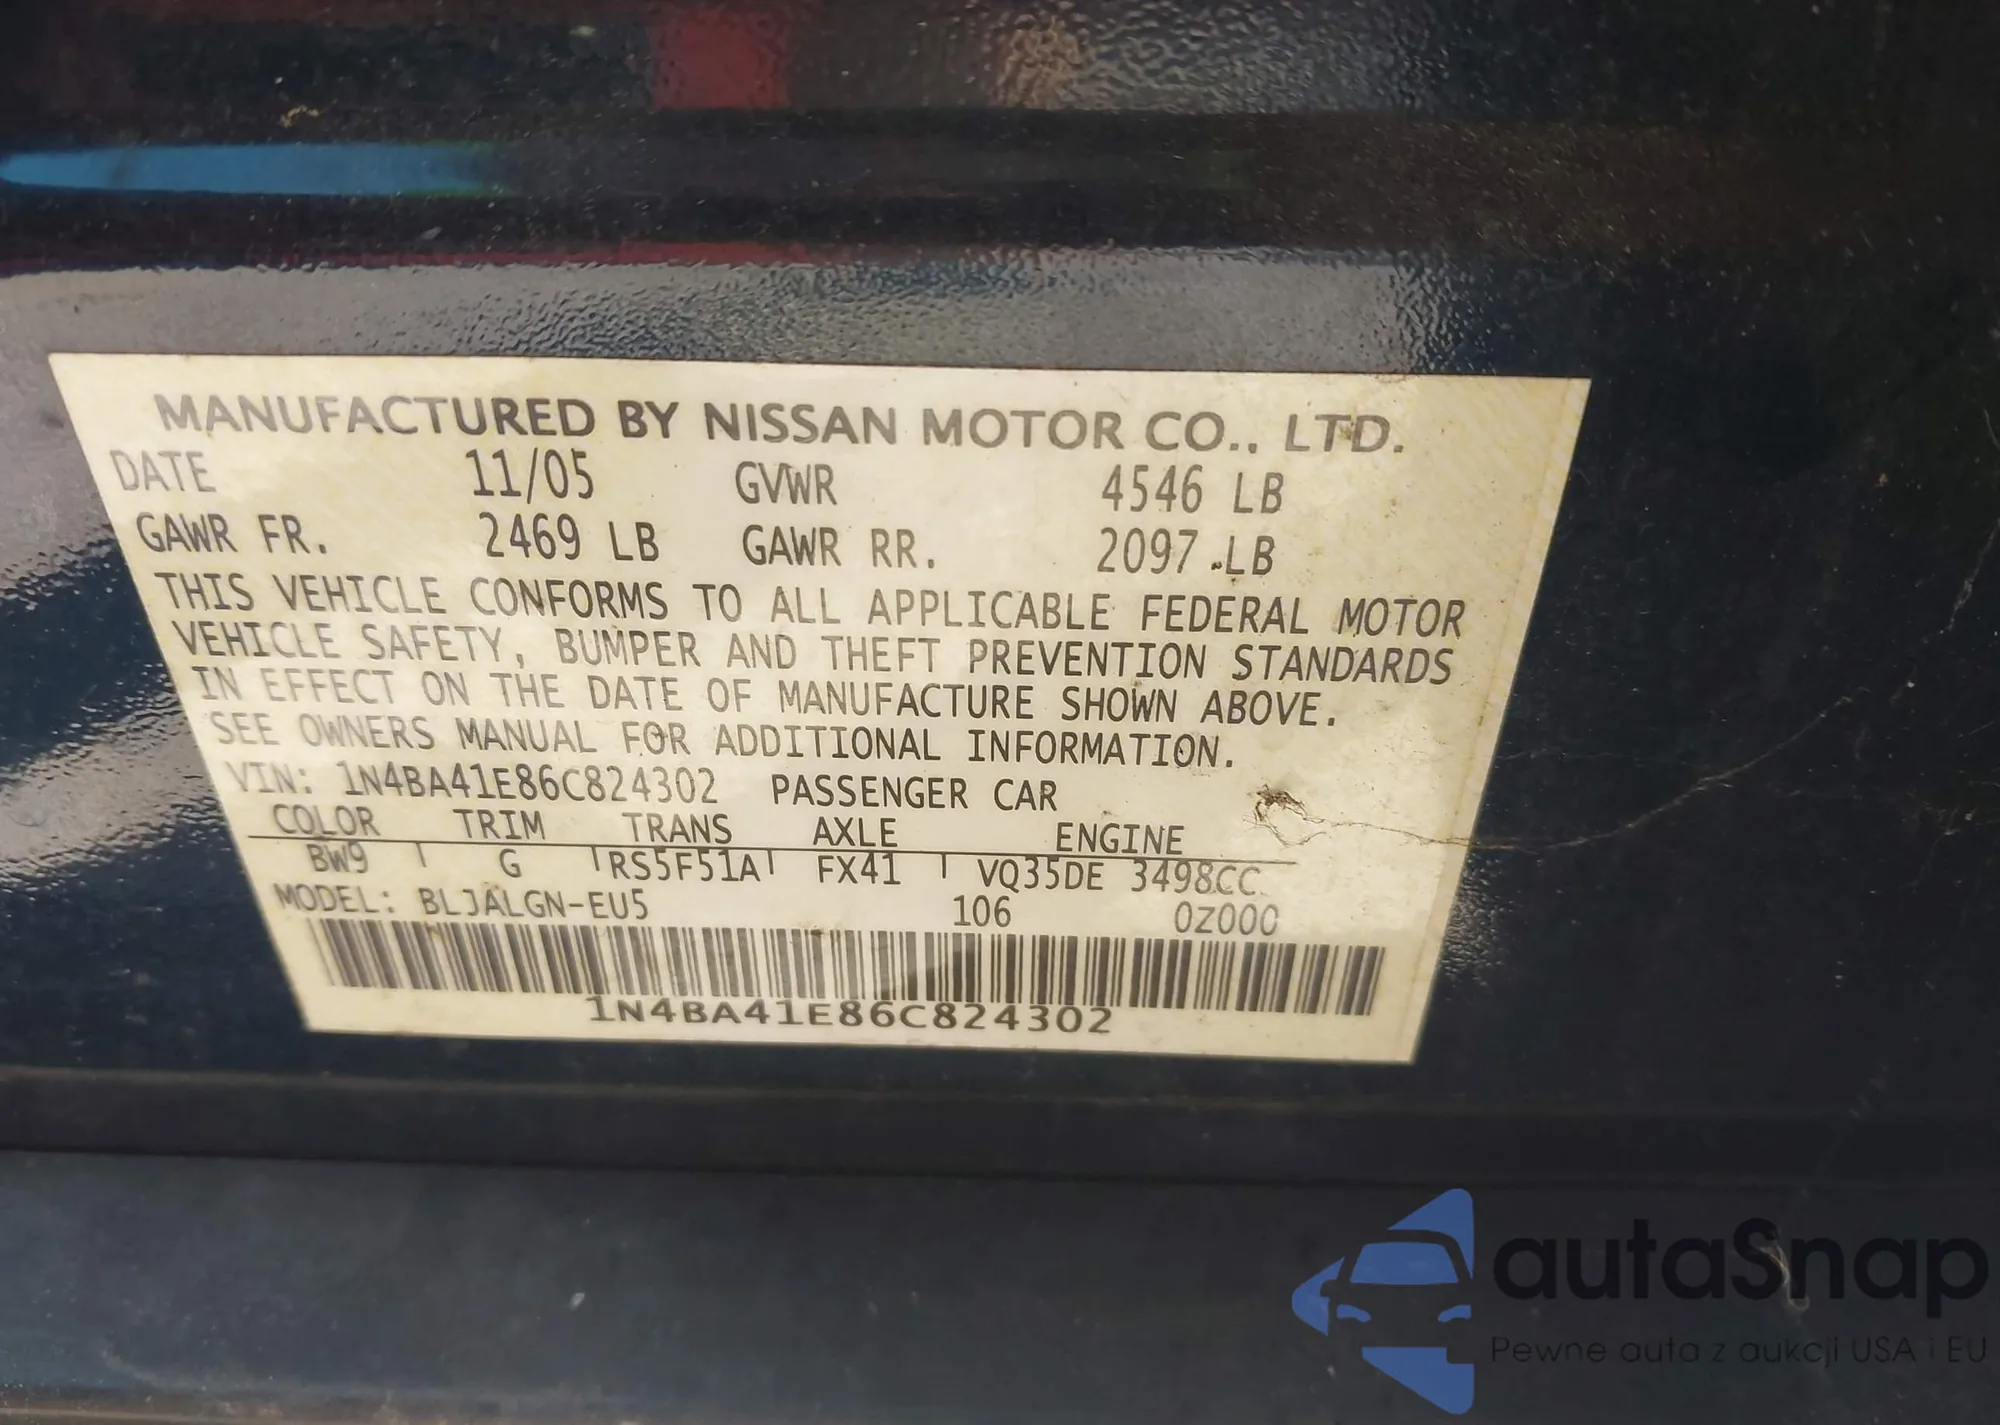 MANUFACTURED BY NISSAN MOTOR CO., LTD.
DATE 11/05 GVWR 4546 LB
GAWR FR. 2469 LB GAWR RR. 2097 LB
THIS VEHICLE CONFORMS TO ALL APPLICABLE FEDERAL MOTOR
VEHICLE SAFETY, BUMPER AND THEFT PREVENTION STANDARDS
IN EFFECT ON THE DATE OF MANUFACTURE SHOWN ABOVE.
SEE OWNERS MANUAL FOR ADDITIONAL INFORMATION.
VIN: 1N4BA41E86C824302 PASSENGER CAR
COLOR TRIM TRANS AXLE ENGINE
BW9 G RS5F51A FX41 VQ35DE 3498CC
MODEL: BLJALGN-EU5 106 0Z000
1N4BA41E86C824302
autaSnap
Pewne auta z aukcji USA i EU